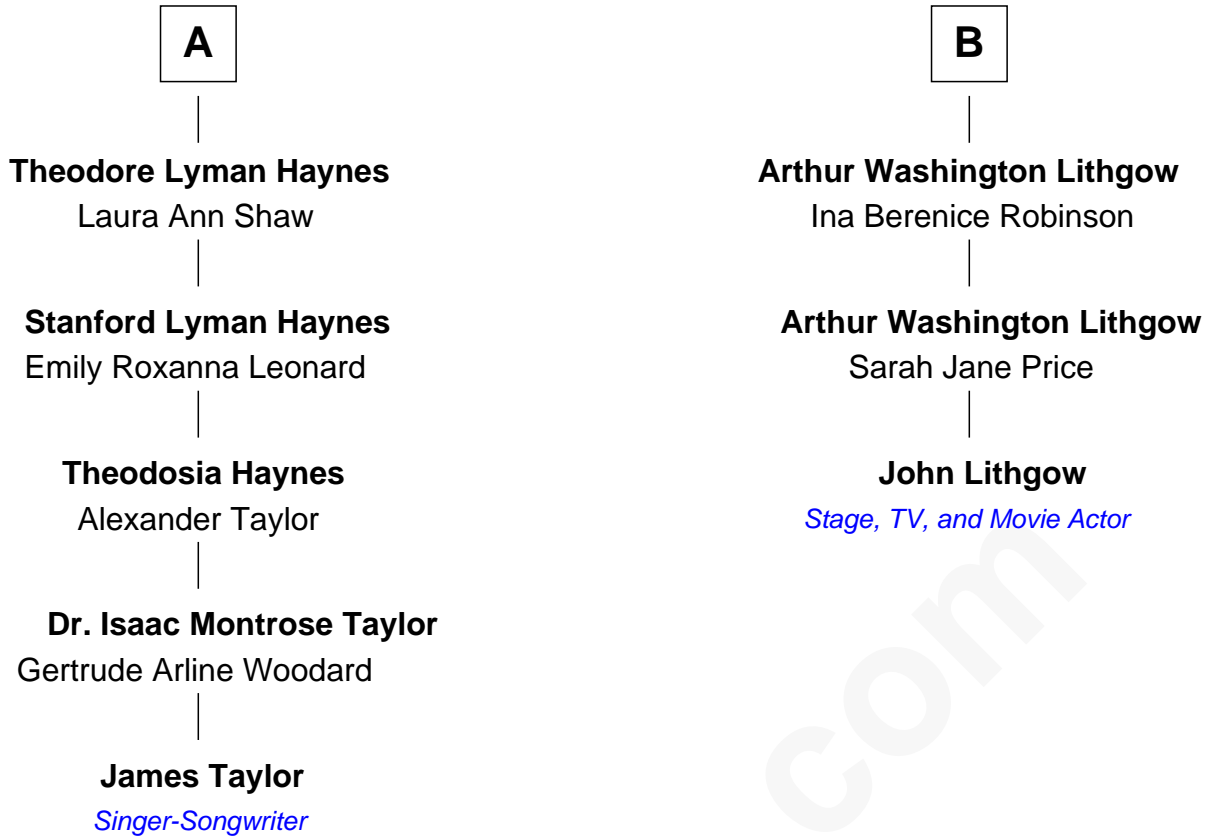 A
Theodore Lyman Haynes
Laura Ann Shaw
Stanford Lyman Haynes
Emily Roxanna Leonard
Theodosia Haynes
Alexander Taylor
Dr. Isaac Montrose Taylor
Gertrude Arline Woodard
James Taylor
Singer-Songwriter
B
Arthur Washington Lithgow
Ina Berenice Robinson
Arthur Washington Lithgow
Sarah Jane Price
John Lithgow
Stage, TV, and Movie Actor
com